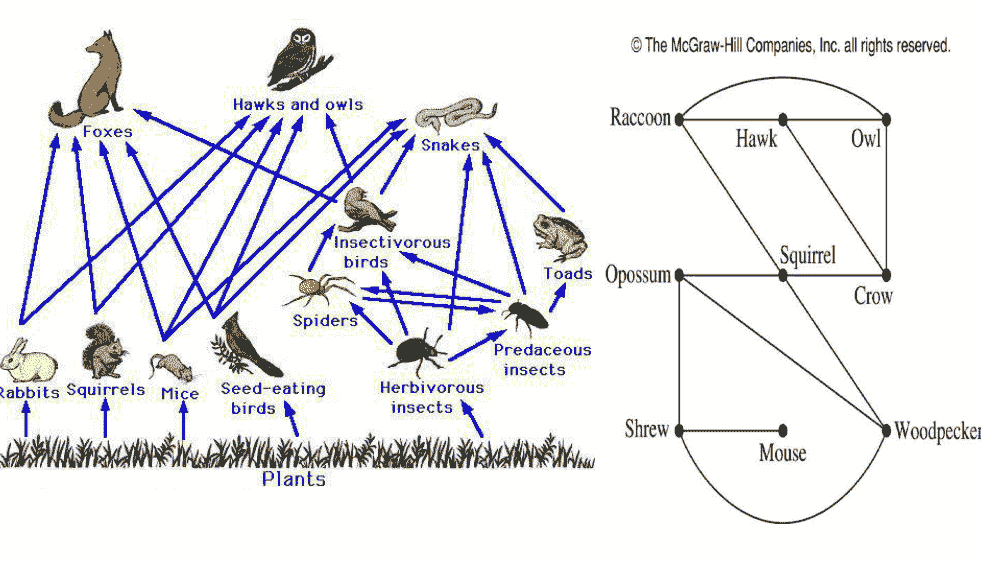 © The McGraw-Hill Companies, Inc. all rights reserved.
Foxes
Hawks and owls
Snakes
Insectivorous
birds
Toads
Spiders
Predaceous
insects
Rabbits
Squirrels
Mice
Seed-eating
birds
Herbivorous
insects
Plants
Raccoon
Hawk
Owl
Opossum
Squirrel
Crow
Shrew
Mouse
Woodpecker